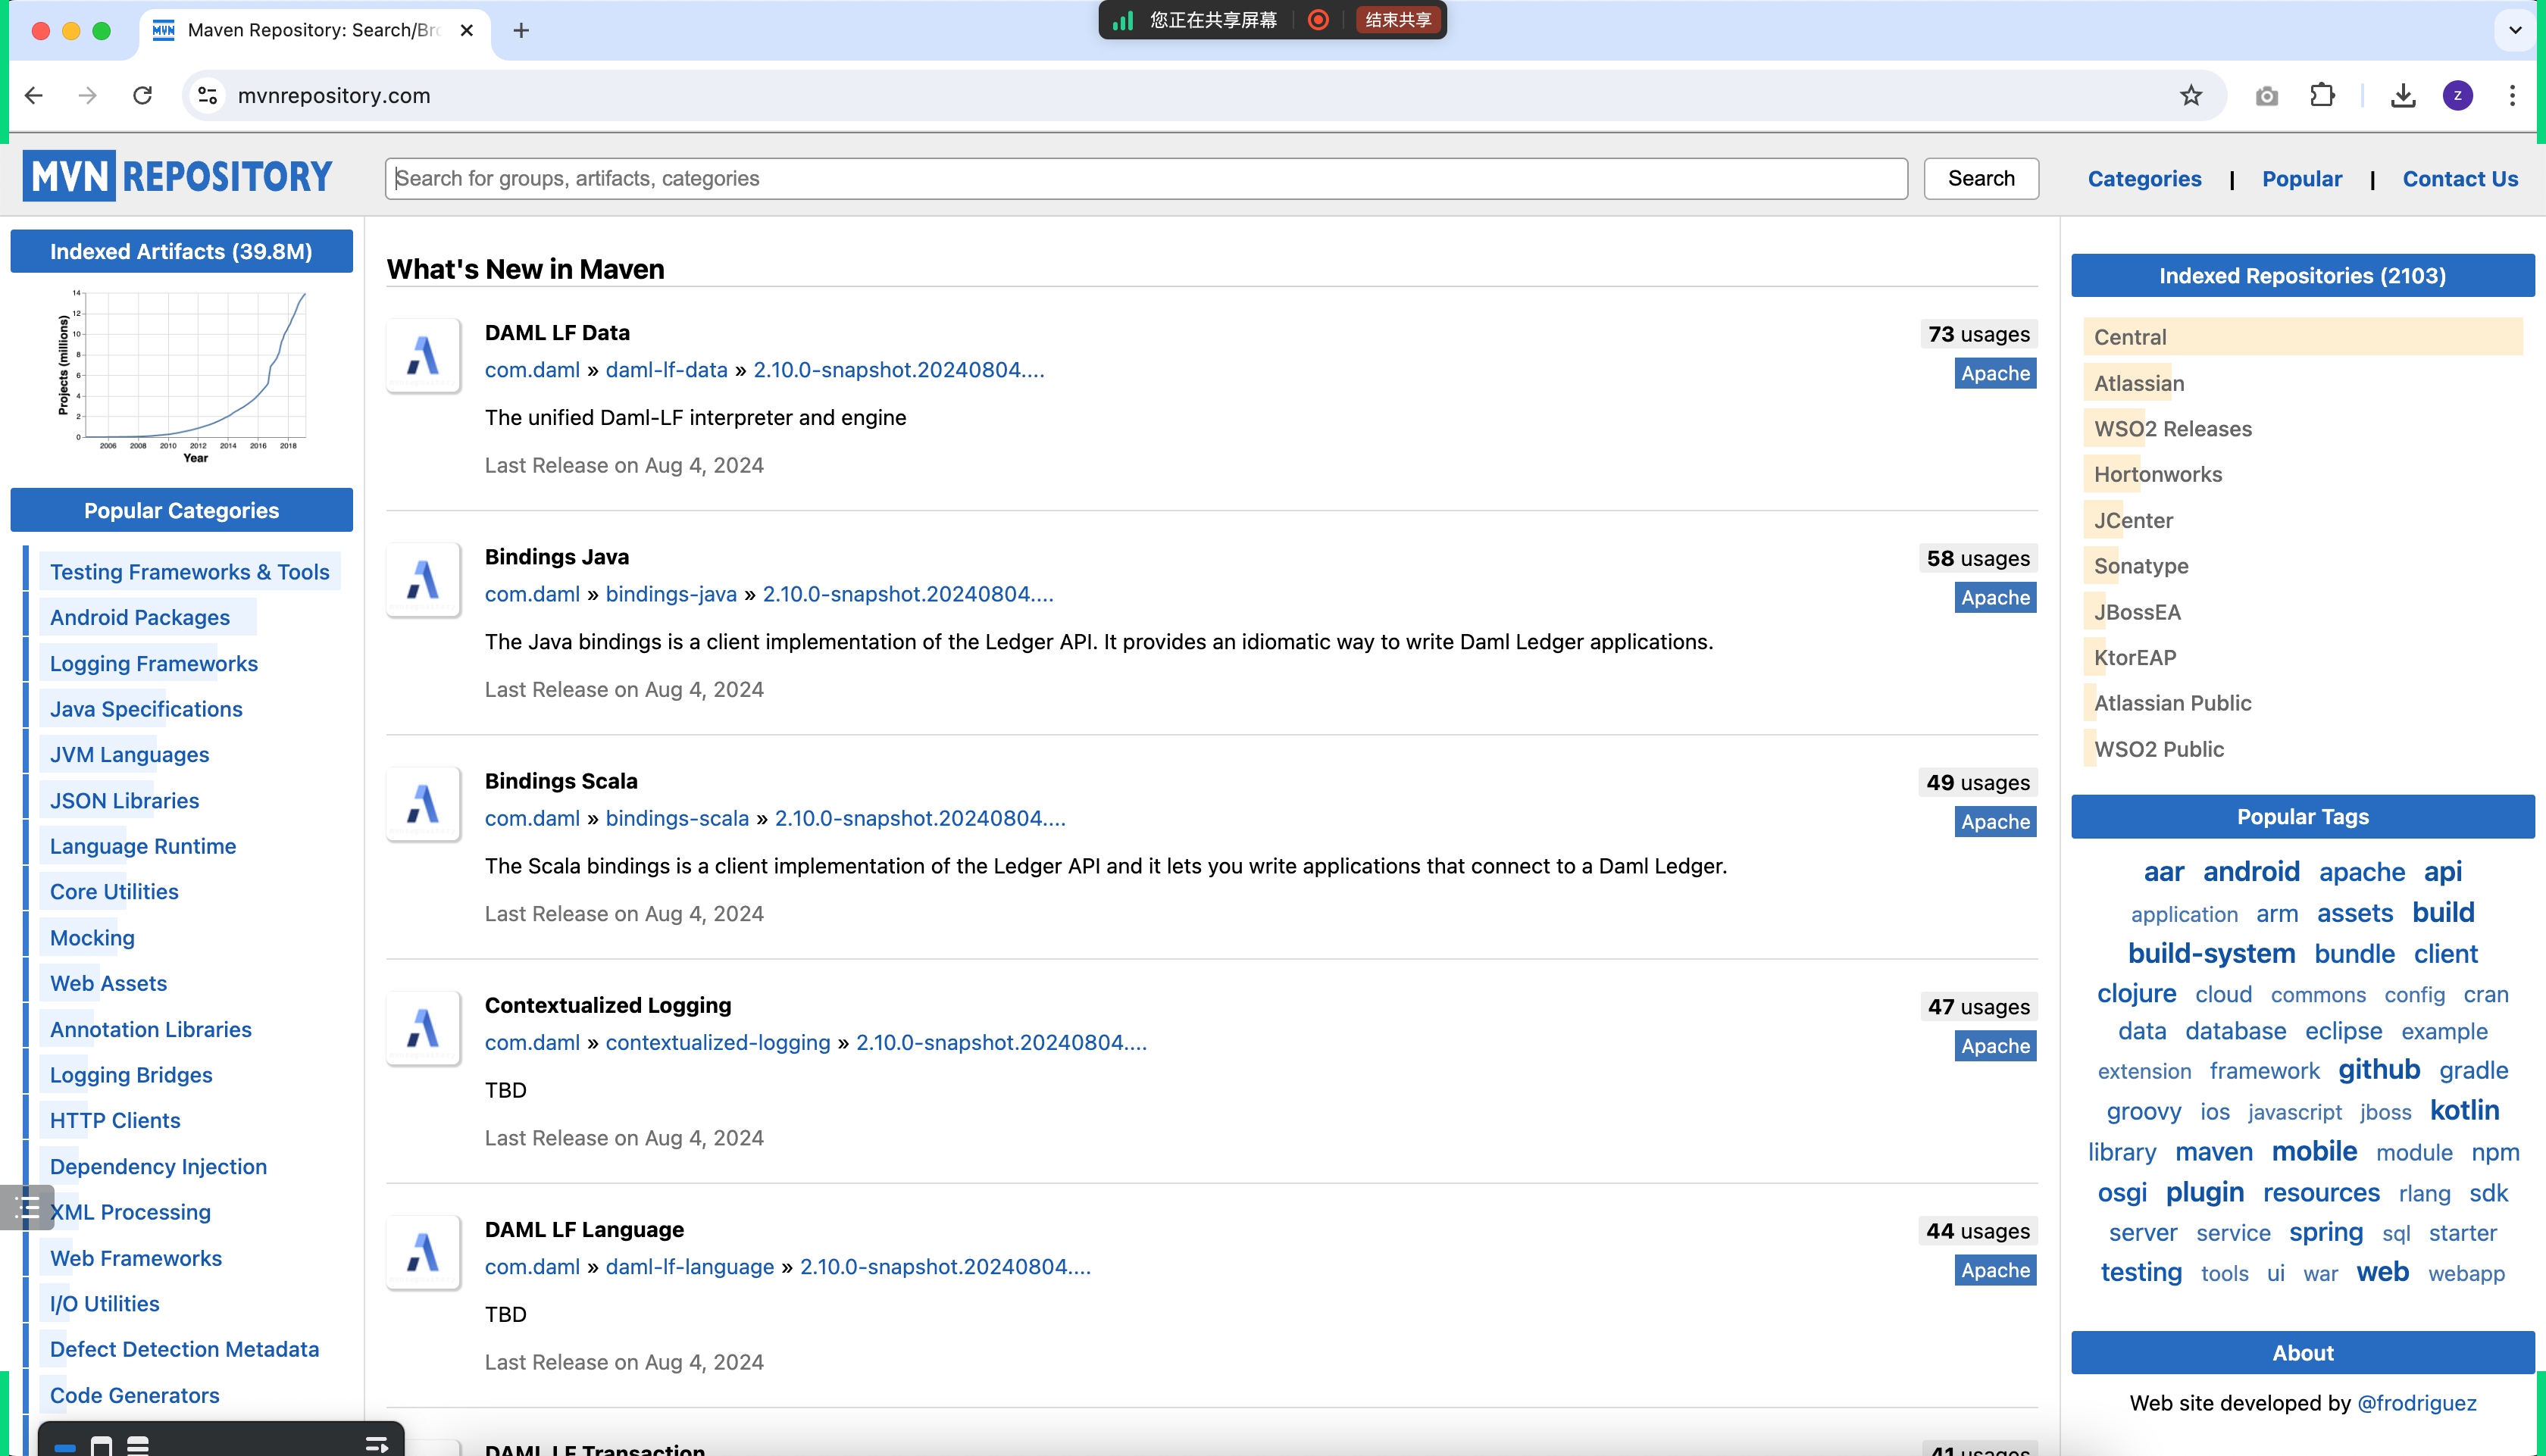 Maven Repository: Search/Bro
您正在共享屏幕
结束共享
mvnrepository.com
z
MVN REPOSITORY
Search for groups, artifacts, categories
Search
Categories | Popular | Contact Us
Indexed Artifacts (39.8M)
Projects (millions)
14
12
10
8
6
4
2
0
2006 2008 2010 2012 2014 2016 2018
Year
Popular Categories
Testing Frameworks & Tools
Android Packages
Logging Frameworks
Java Specifications
JVM Languages
JSON Libraries
Language Runtime
Core Utilities
Mocking
Web Assets
Annotation Libraries
Logging Bridges
HTTP Clients
Dependency Injection
XML Processing
Web Frameworks
I/O Utilities
Defect Detection Metadata
Code Generators
What's New in Maven
DAML LF Data
73 usages
com.daml » daml-lf-data » 2.10.0-snapshot.20240804....
Apache
The unified Daml-LF interpreter and engine
Last Release on Aug 4, 2024
Bindings Java
58 usages
com.daml » bindings-java » 2.10.0-snapshot.20240804....
Apache
The Java bindings is a client implementation of the Ledger API. It provides an idiomatic way to write Daml Ledger applications.
Last Release on Aug 4, 2024
Bindings Scala
49 usages
com.daml » bindings-scala » 2.10.0-snapshot.20240804....
Apache
The Scala bindings is a client implementation of the Ledger API and it lets you write applications that connect to a Daml Ledger.
Last Release on Aug 4, 2024
Contextualized Logging
47 usages
com.daml » contextualized-logging » 2.10.0-snapshot.20240804....
Apache
TBD
Last Release on Aug 4, 2024
DAML LF Language
44 usages
com.daml » daml-lf-language » 2.10.0-snapshot.20240804....
Apache
TBD
Last Release on Aug 4, 2024
DAML LF Transaction
41 usages
Indexed Repositories (2103)
Central
Atlassian
WSO2 Releases
Hortonworks
JCenter
Sonatype
JBossEA
KtorEAP
Atlassian Public
WSO2 Public
Popular Tags
aar android apache api
application arm assets build
build-system bundle client
clojure cloud commons config cran
data database eclipse example
extension framework github gradle
groovy ios javascript jboss kotlin
library maven mobile module npm
osgi plugin resources rlang sdk
server service spring sql starter
testing tools ui war web webapp
About
Web site developed by @frodriguez